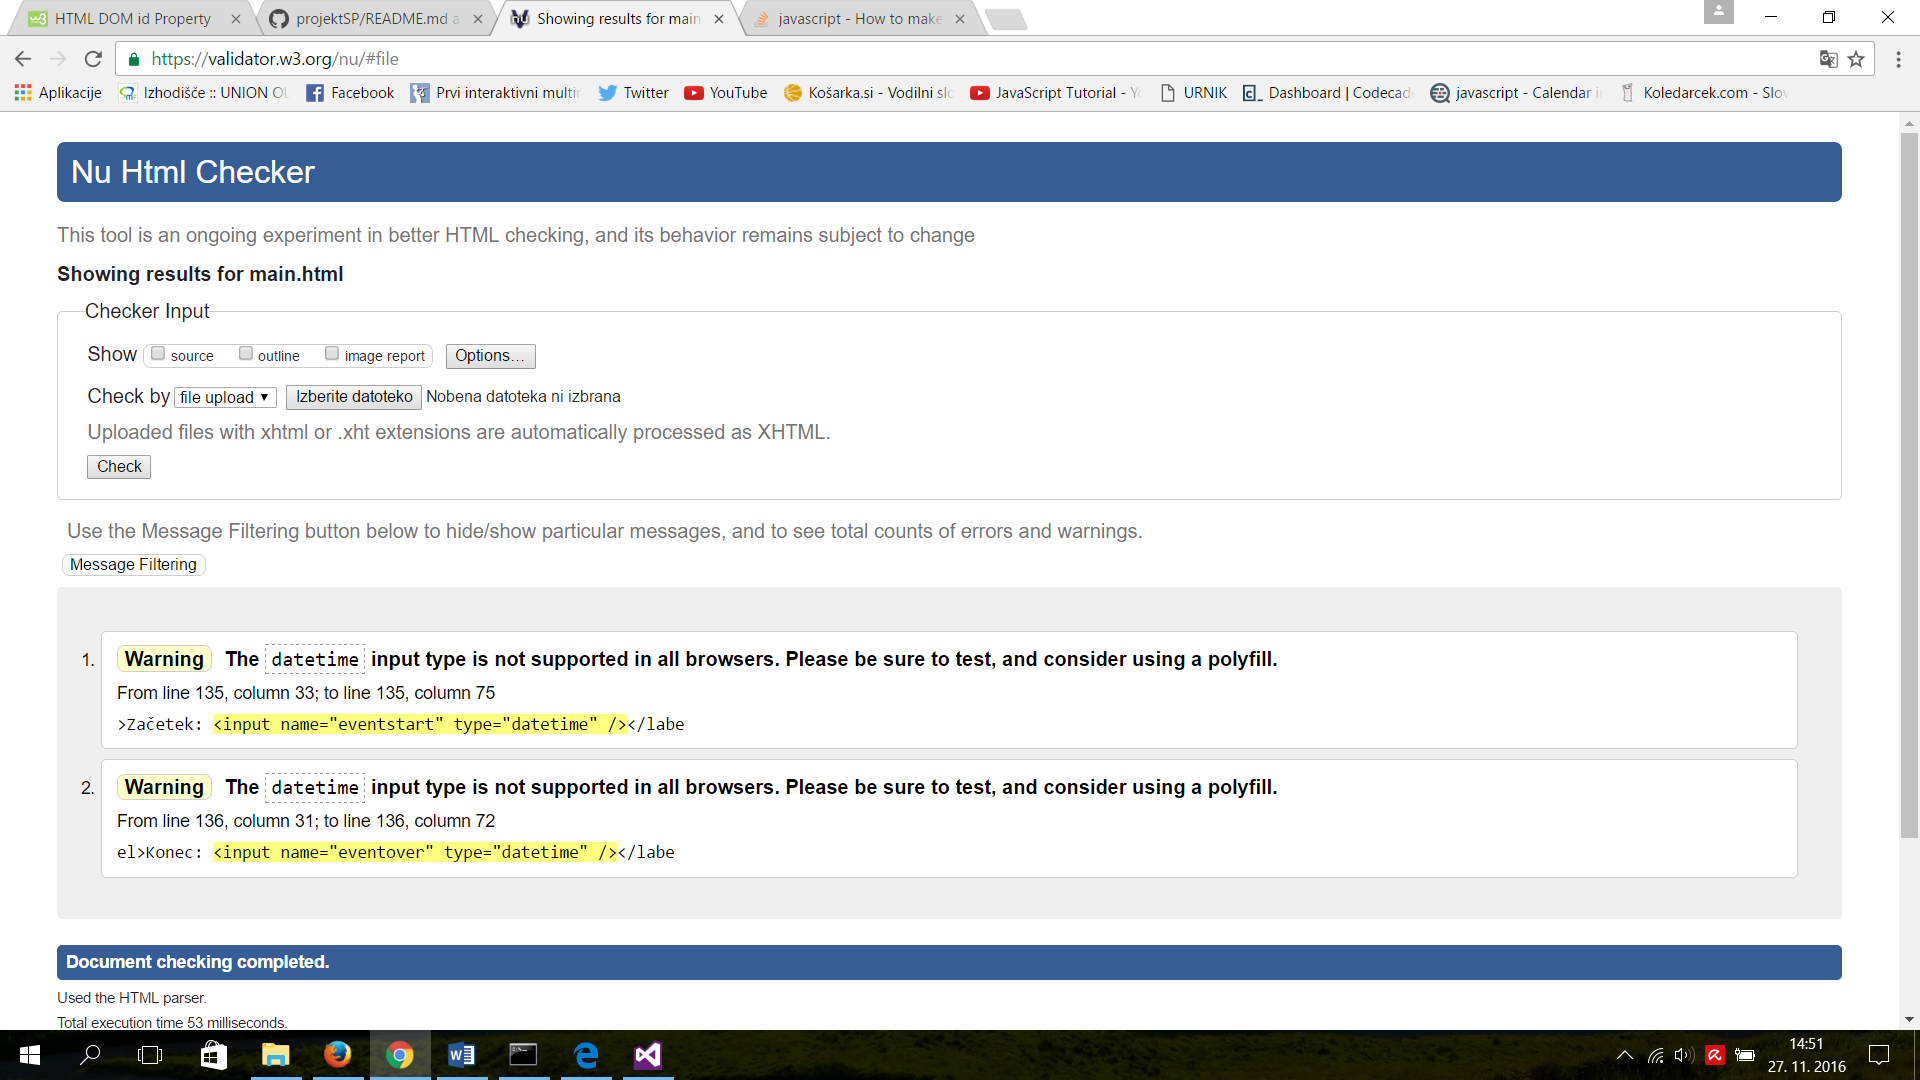 HTML DOM id Property
projektSP/README.md a
Showing results for main
javascript - How to make
https://validator.w3.org/nu/#file
Aplikacije
Izhodišče :: UNION OL
Facebook
Prvi interaktivni multim
Twitter
YouTube
Košarka.si - Vodilni slo
JavaScript Tutorial - Yo
URNIK
Dashboard | Codecade
javascript - Calendar in
Koledarcek.com - Slov
Nu Html Checker
This tool is an ongoing experiment in better HTML checking, and its behavior remains subject to change
Showing results for main.html
Checker Input
Show source outline image report Options...
Check by file upload Izberite datoteko Nobena datoteka ni izbrana
Uploaded files with xhtml or .xht extensions are automatically processed as XHTML.
Check
Use the Message Filtering button below to hide/show particular messages, and to see total counts of errors and warnings.
Message Filtering
1. Warning The datetime input type is not supported in all browsers. Please be sure to test, and consider using a polyfill.
From line 135, column 33; to line 135, column 75
>Začetek: <input name="eventstart" type="datetime" /></labe
2. Warning The datetime input type is not supported in all browsers. Please be sure to test, and consider using a polyfill.
From line 136, column 31; to line 136, column 72
el>Konec: <input name="eventover" type="datetime" /></labe
Document checking completed.
Used the HTML parser.
Total execution time 53 milliseconds.
14:51
27. 11. 2016